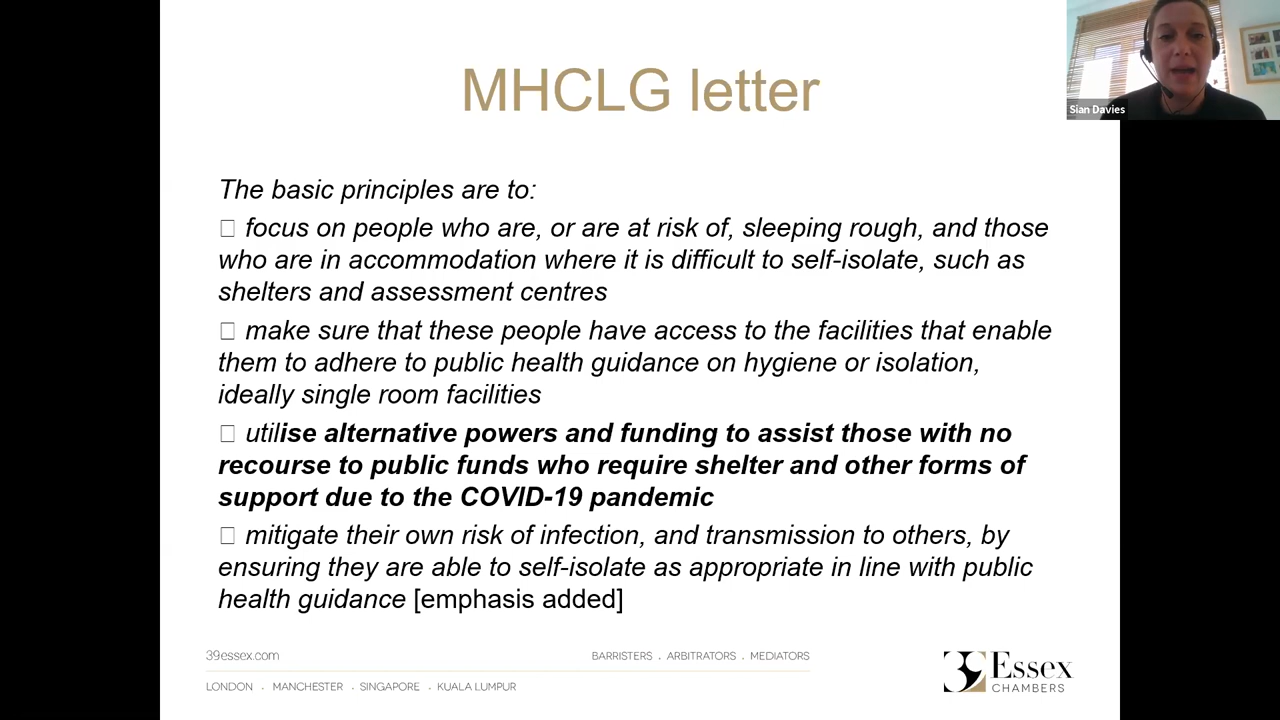 MHCLG letter
Sian Davies
The basic principles are to:
□ focus on people who are, or are at risk of, sleeping rough, and those
who are in accommodation where it is difficult to self-isolate, such as
shelters and assessment centres
□ make sure that these people have access to the facilities that enable
them to adhere to public health guidance on hygiene or isolation,
ideally single room facilities
□ utilise alternative powers and funding to assist those with no
recourse to public funds who require shelter and other forms of
support due to the COVID-19 pandemic
□ mitigate their own risk of infection, and transmission to others, by
ensuring they are able to self-isolate as appropriate in line with public
health guidance [emphasis added]
39essex.com
BARRISTERS . ARBITRATORS . MEDIATORS
LONDON . MANCHESTER . SINGAPORE . KUALA LUMPUR
39 Essex
CHAMBERS